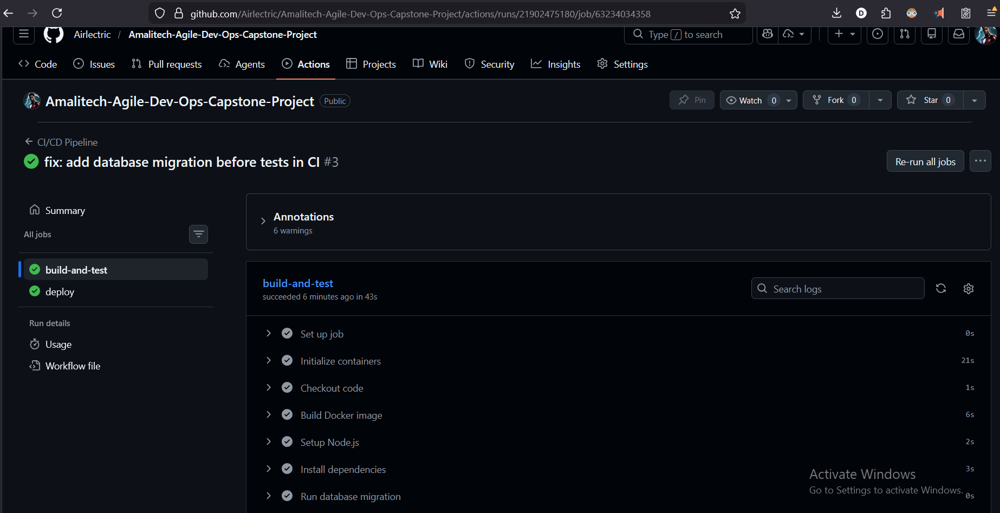 github.com/Airlectric/Amalitech-Agile-Dev-Ops-Capstone-Project/actions/runs/21902475180/job/63234034358
D
Airlectric / Amalitech-Agile-Dev-Ops-Capstone-Project
Type / to search
Code Issues Pull requests Agents Actions Projects Wiki Security Insights Settings
Amalitech-Agile-Dev-Ops-Capstone-Project Public
Pin Watch 0 Fork 0 Star 0
CI/CD Pipeline
fix: add database migration before tests in CI #3
Re-run all jobs
Summary
All jobs
build-and-test
deploy
Run details
Usage
Workflow file
Annotations
6 warnings
build-and-test
succeeded 6 minutes ago in 43s
Search logs
Set up job 0s
Initialize containers 21s
Checkout code 1s
Build Docker image 6s
Setup Node.js 2s
Install dependencies 3s
Run database migration 0s
Activate Windows
Go to Settings to activate Windows.